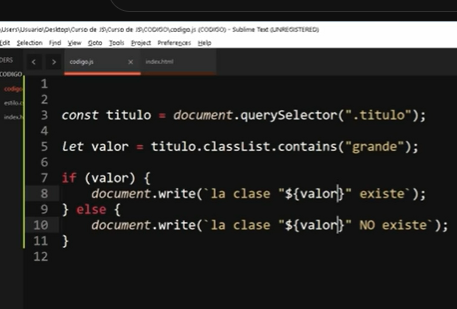 \Users\Usuario\Desktop\Curso de JS\Curso de JS\CODIGO\codigo.js (CODIGO) - Sublime Text (UNREGISTERED)
Edit Selection Find View Goto Tools Project Preferences Help
DERS
codigo.js × index.html
CODIGO
codigo
estilo.c
index.h
1
2
3 const titulo = document.querySelector(".titulo");
4
5 let valor = titulo.classList.contains("grande");
6
7 if (valor) {
8 document.write(`la clase "${valor}" existe`);
9 } else {
10 document.write(`la clase "${valor}" NO existe`);
11 }
12